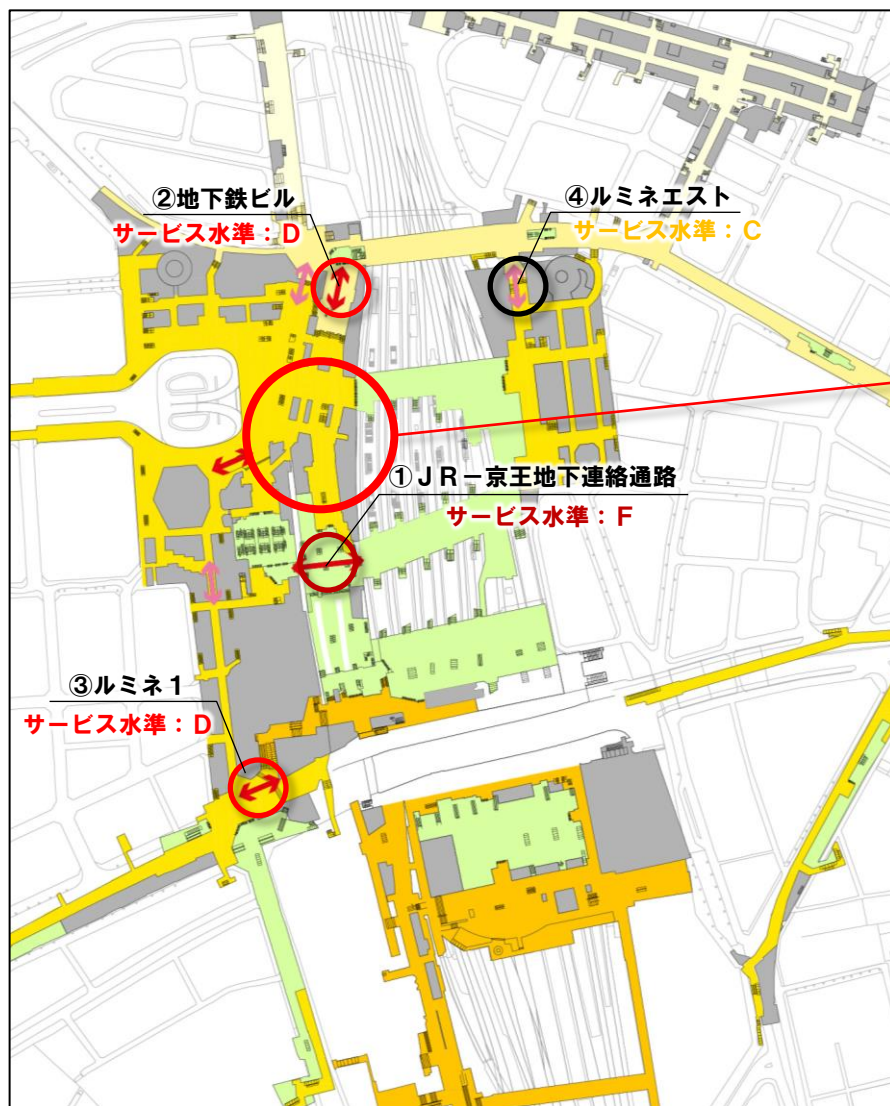 ②地下鉄ビル
サービス水準：D
④ルミネエスト
サービス水準：C
①ＪＲ－京王地下連絡通路
サービス水準：F
③ルミネ１
サービス水準：D